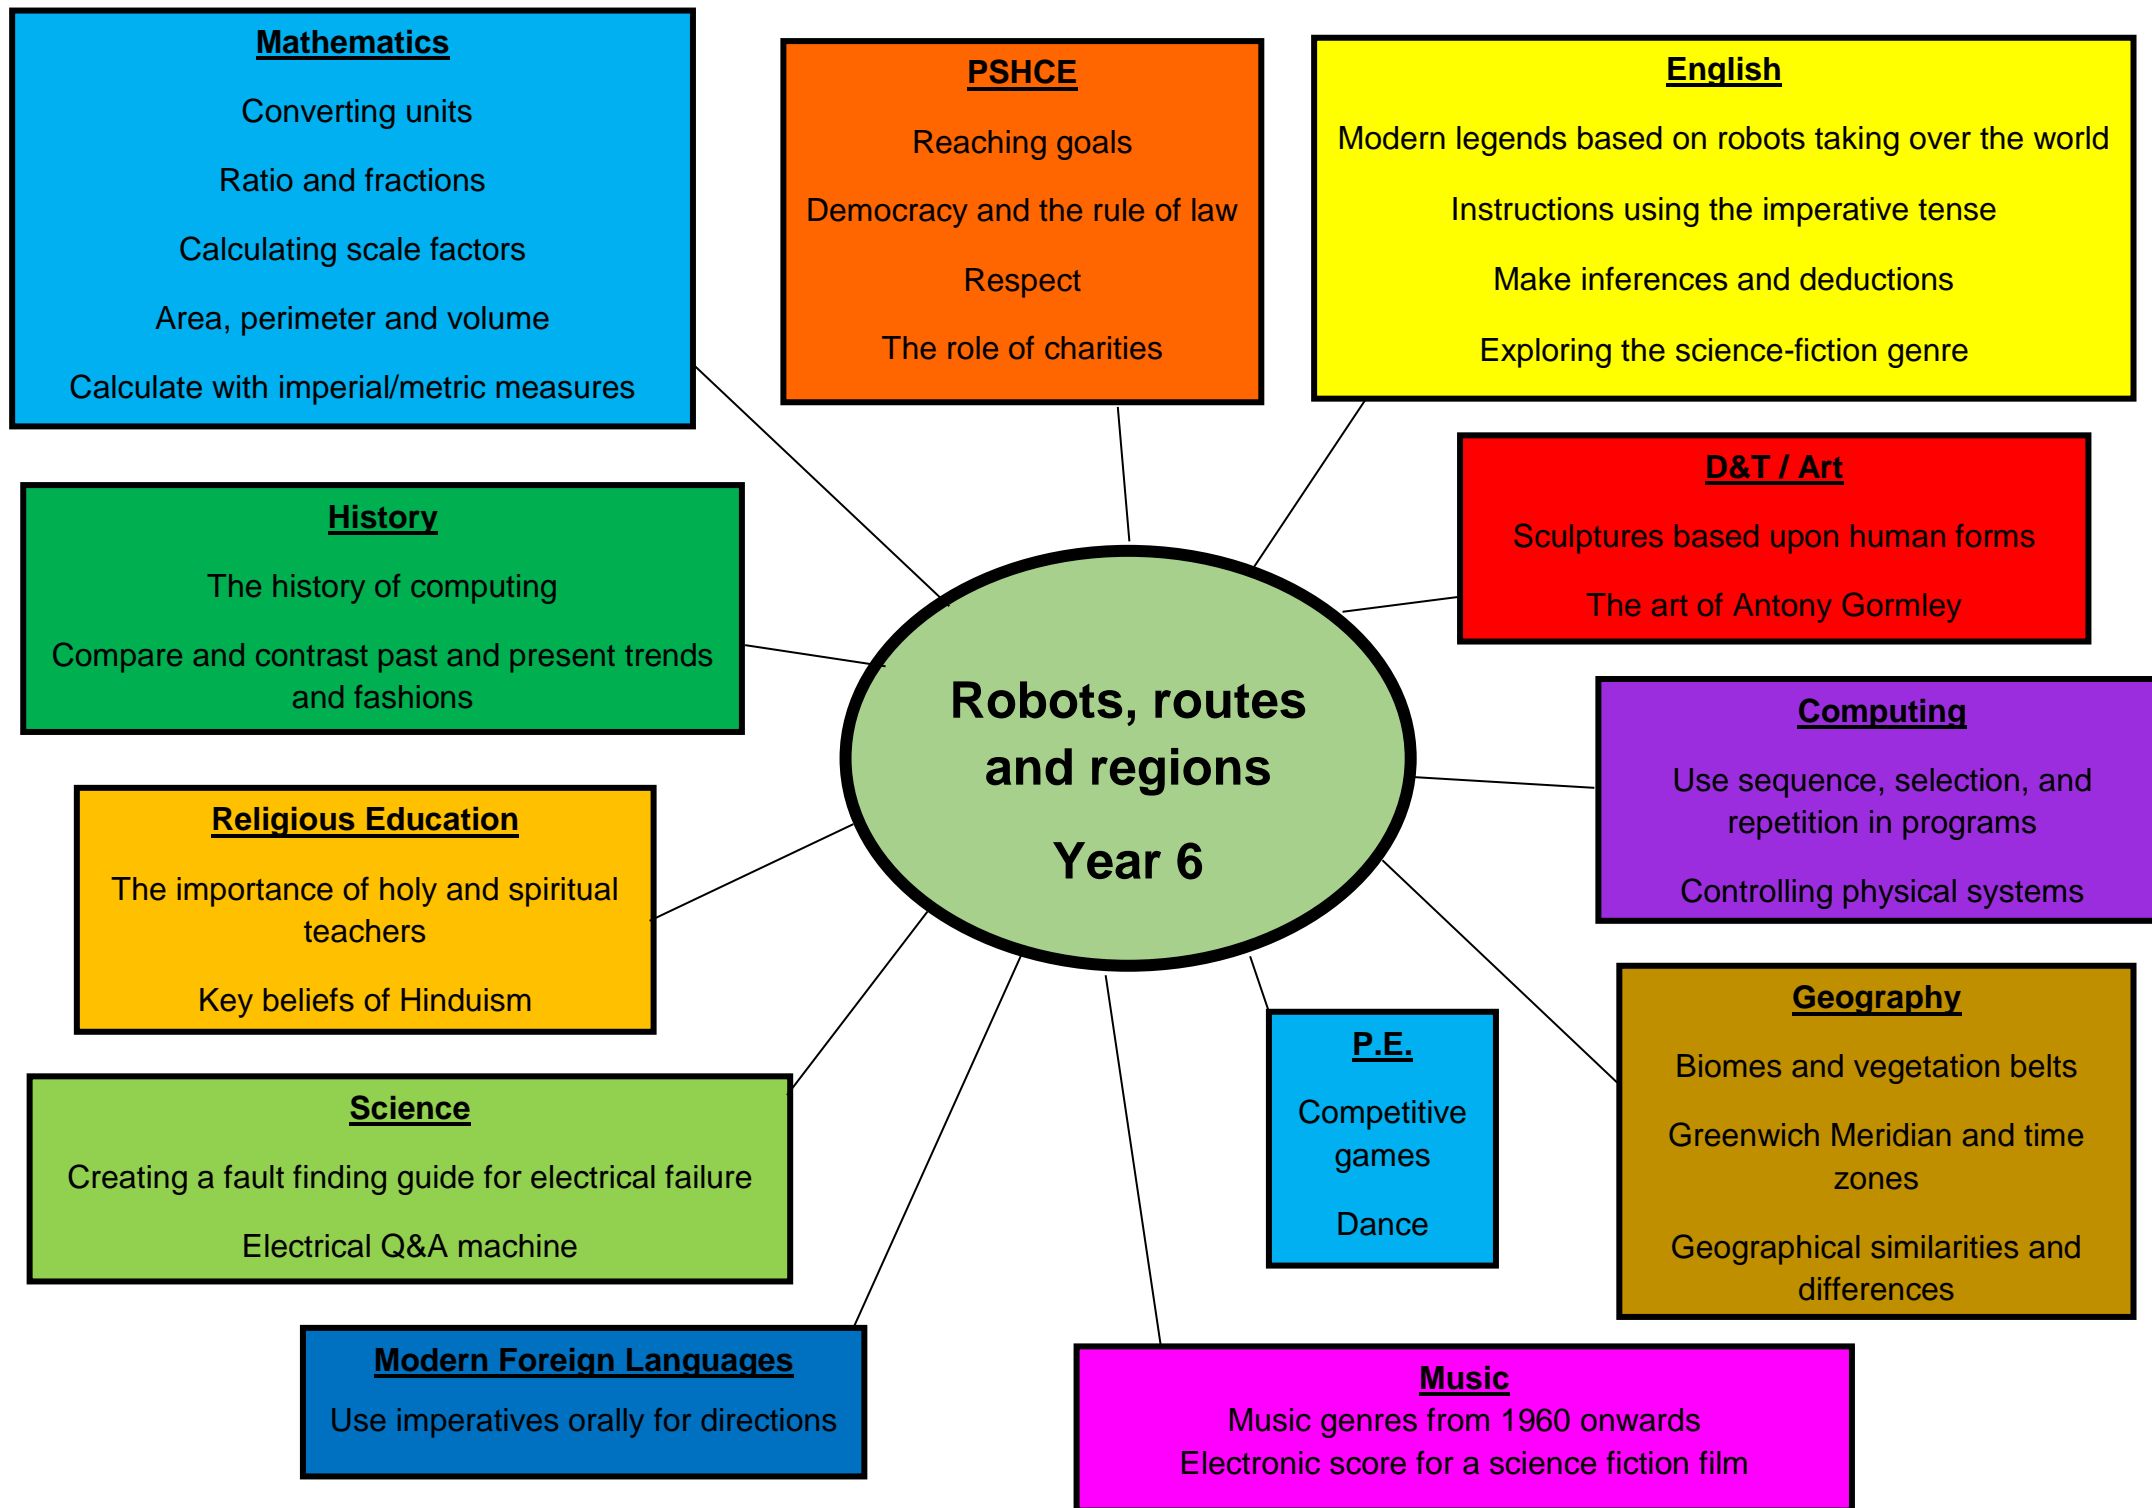 Mathematics
Converting units
Ratio and fractions
Calculating scale factors
Area, perimeter and volume
Calculate with imperial/metric measures
PSHCE
Reaching goals
Democracy and the rule of law
Respect
The role of charities
English
Modern legends based on robots taking over the world
Instructions using the imperative tense
Make inferences and deductions
Exploring the science-fiction genre
History
The history of computing
Compare and contrast past and present trends
and fashions
D&T / Art
Sculptures based upon human forms
The art of Antony Gormley
Robots, routes
and regions
Year 6
Computing
Use sequence, selection, and
repetition in programs
Controlling physical systems
Religious Education
The importance of holy and spiritual
teachers
Key beliefs of Hinduism
Geography
Biomes and vegetation belts
Greenwich Meridian and time
zones
Geographical similarities and
differences
P.E.
Competitive
games
Dance
Science
Creating a fault finding guide for electrical failure
Electrical Q&A machine
Modern Foreign Languages
Use imperatives orally for directions
Music
Music genres from 1960 onwards
Electronic score for a science fiction film